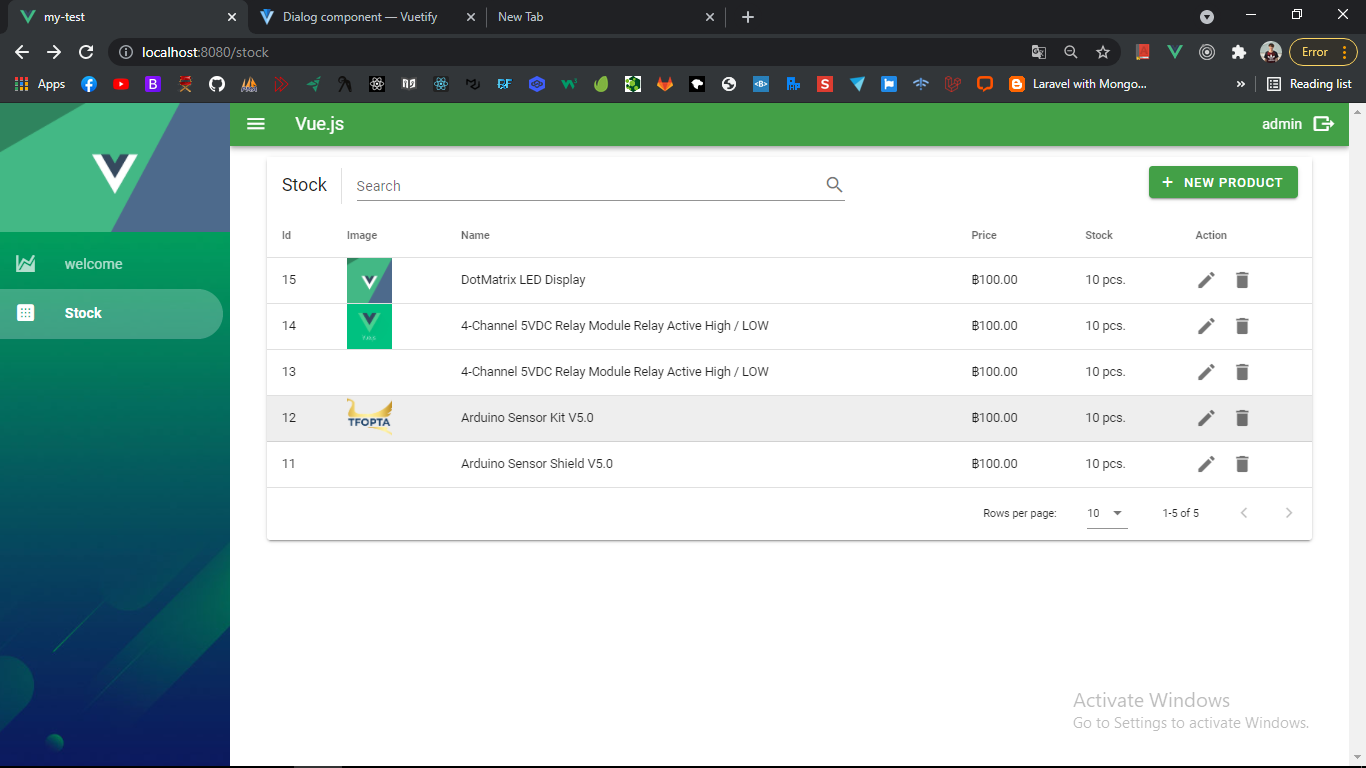 my-test
Dialog component — Vuetify
New Tab
localhost:8080/stock
Error
Apps
Laravel with Mongo...
Reading list
Vue.js
admin
welcome
Stock
Stock
Search
+ NEW PRODUCT
Id Image Name Price Stock Action
15 DotMatrix LED Display ฿100.00 10 pcs.
14 4-Channel 5VDC Relay Module Relay Active High / LOW ฿100.00 10 pcs.
13 4-Channel 5VDC Relay Module Relay Active High / LOW ฿100.00 10 pcs.
12 TFOPTA Arduino Sensor Kit V5.0 ฿100.00 10 pcs.
11 Arduino Sensor Shield V5.0 ฿100.00 10 pcs.
Rows per page: 10 1-5 of 5
Activate Windows
Go to Settings to activate Windows.